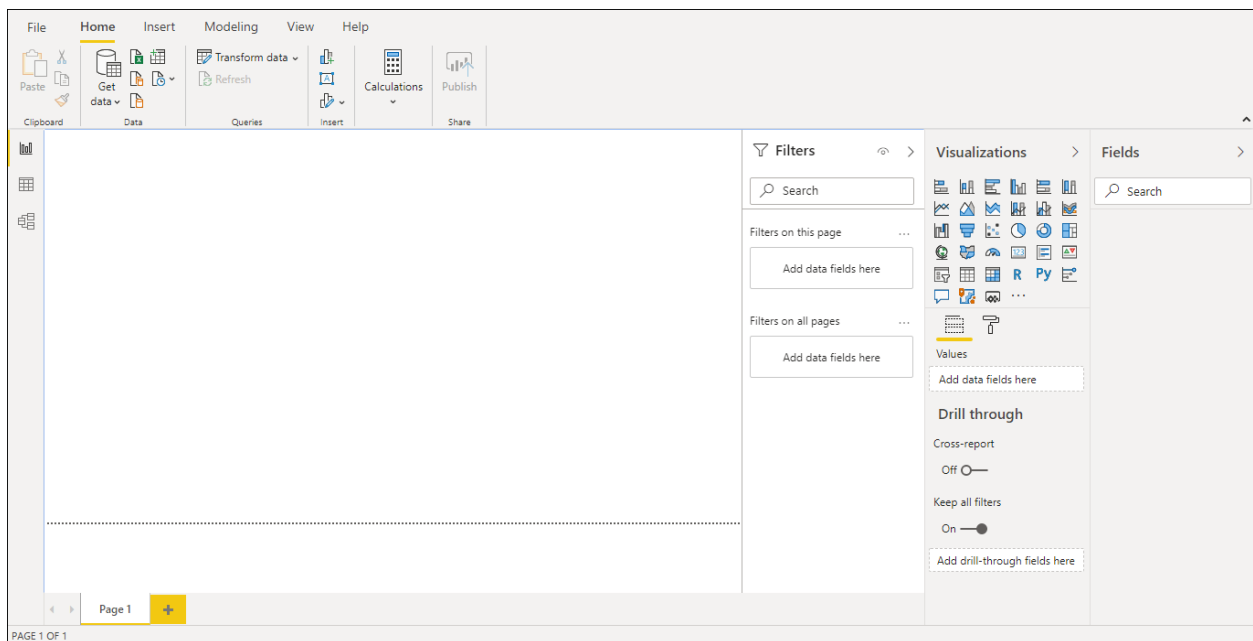 File Home Insert Modeling View Help
Paste
Get
data
Transform data
Refresh
A
Calculations
Publish
Clipboard Data Queries Insert Share
Filters
Search
Filters on this page ...
Add data fields here
Filters on all pages ...
Add data fields here
Visualizations
123
R Py
...
Values
Add data fields here
Drill through
Cross-report
Off
Keep all filters
On
Add drill-through fields here
Fields
Search
Page 1 +
PAGE 1 OF 1